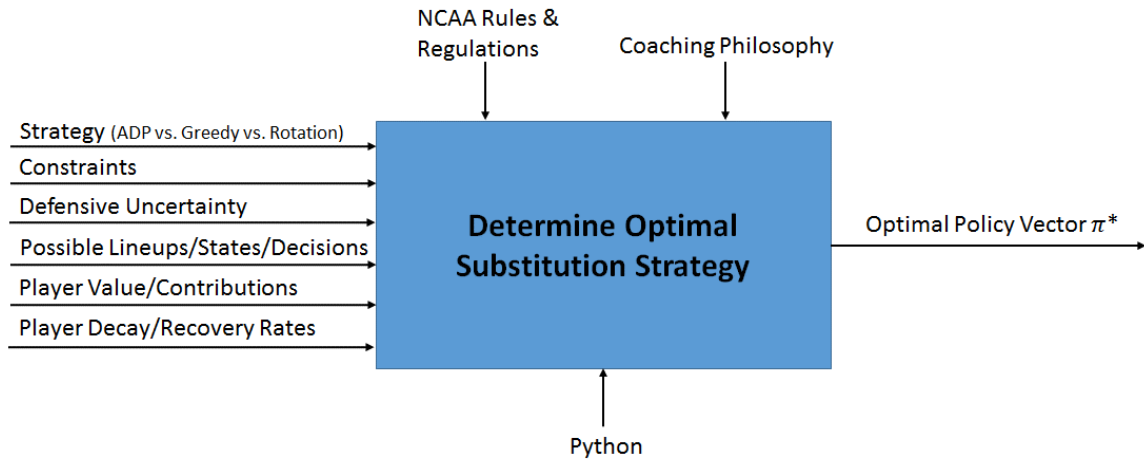 NCAA Rules &
Regulations
Coaching Philosophy
Strategy (ADP vs. Greedy vs. Rotation)
Constraints
Defensive Uncertainty
Possible Lineups/States/Decisions
Player Value/Contributions
Player Decay/Recovery Rates
Determine Optimal
Substitution Strategy
Optimal Policy Vector π*
Python